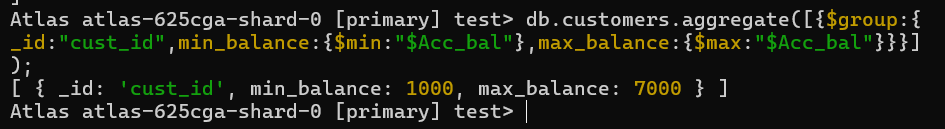 Atlas atlas-625cga-shard-0 [primary] test> db.customers.aggregate([{$group:{
_id:"cust_id",min_balance:{$min:"$Acc_bal"},max_balance:{$max:"$Acc_bal"}}}]
);
[ { _id: 'cust_id', min_balance: 1000, max_balance: 7000 } ]
Atlas atlas-625cga-shard-0 [primary] test>